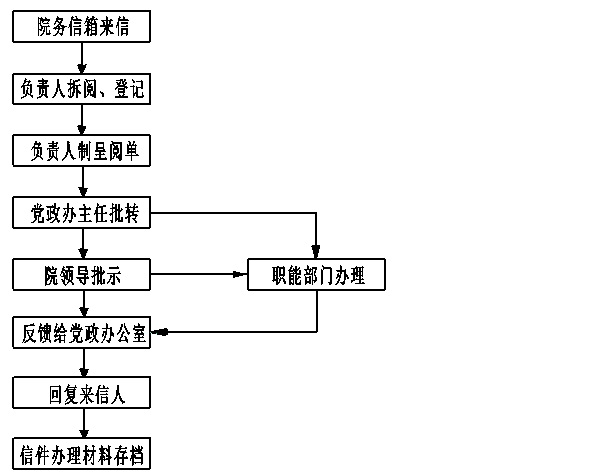 院务信箱来信
负责人拆阅、登记
负责人制呈阅单
党政办主任批转
院领导批示
职能部门办理
反馈给党政办公室
回复来信人
信件办理材料存档